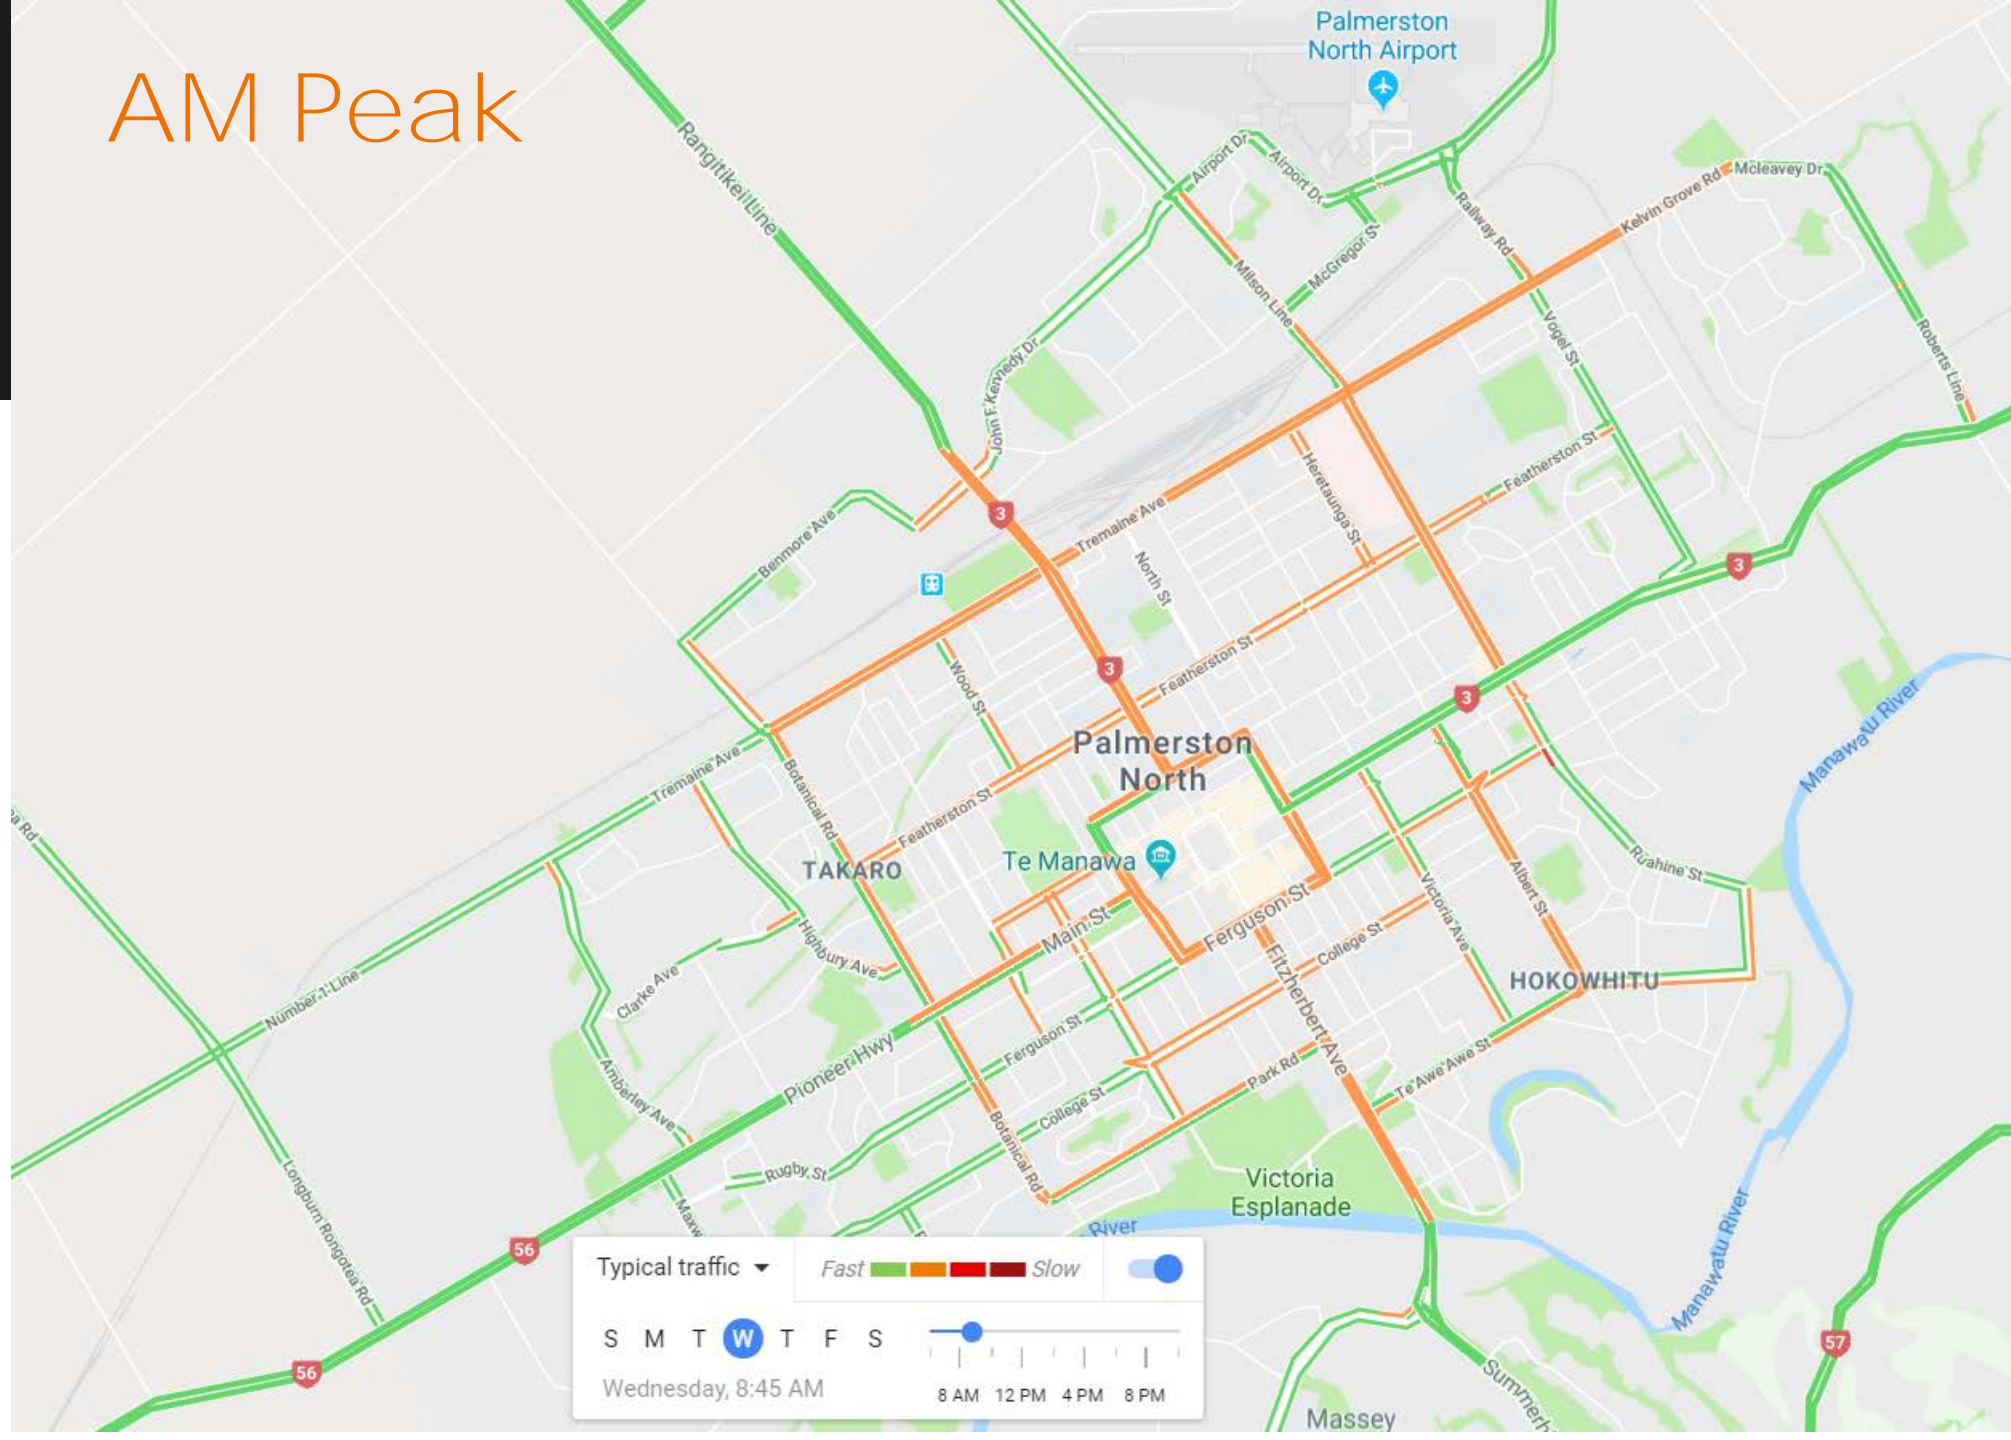 AM Peak
Palmerston
North Airport
Rangitikei Line
Airport Dr
Airport Dr
Mcleavey Dr
Kelvin Grove Rd
Railway Rd
McGregor St
Milson Line
Vogel St
Roberts Line
John F Kennedy Dr
Featherston St
Heretaunga St
3
Tremaine Ave
Benmore Ave
North St
3
3
Featherston St
Wood St
3
Manawatu River
Palmerston
North
Tremaine Ave
Botanical Rd
Featherston St
TAKARO
Te Manawa
Ruahine St
Albert St
Victoria Ave
Main St
Ferguson St
College St
Highbury Ave
Clarke Ave
Number 1 Line
HOKOWHITU
Fitzherbert Ave
Ferguson St
Pioneer Hwy
Te Awe Awe St
Park Rd
College St
Botanical Rd
Amberley Ave
Rugby St
Longburn Rongotea Rd
Victoria
Esplanade
River
Manawatu River
56
56
57
Summerh
Massey
a Rd
Maxw
Typical traffic
Fast
Slow
S M T W T F S
Wednesday, 8:45 AM
8 AM 12 PM 4 PM 8 PM